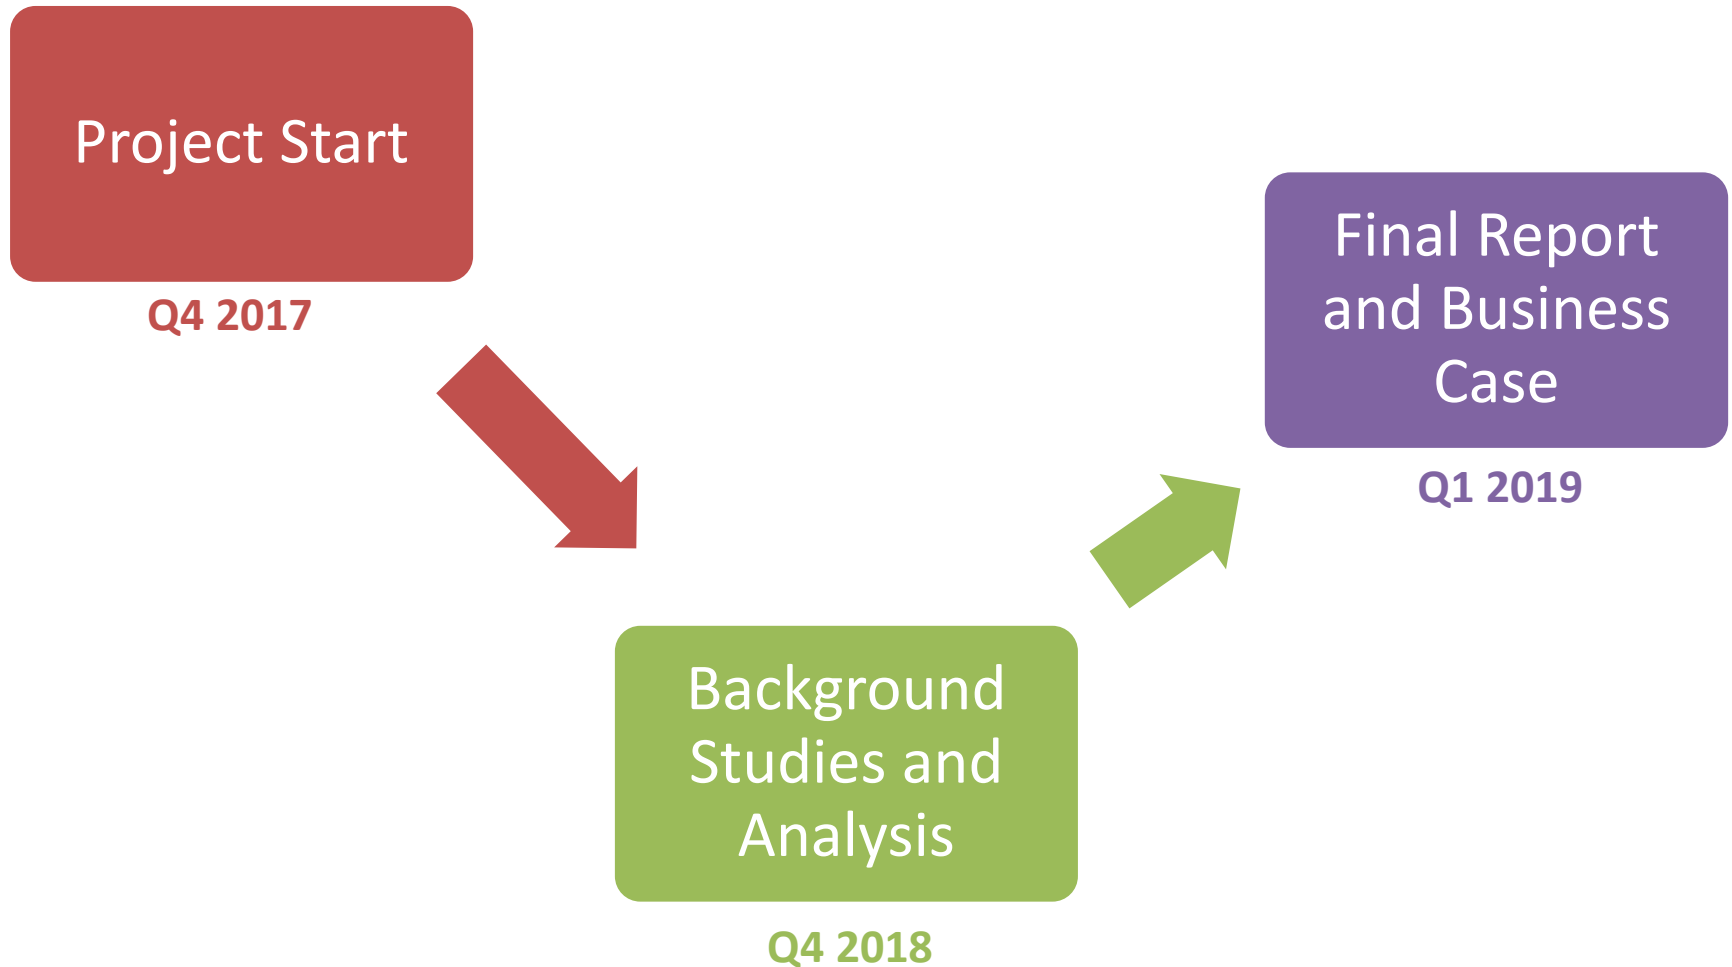 Project Start
Q4 2017
Background
Studies and
Analysis
Q4 2018
Final Report
and Business
Case
Q1 2019